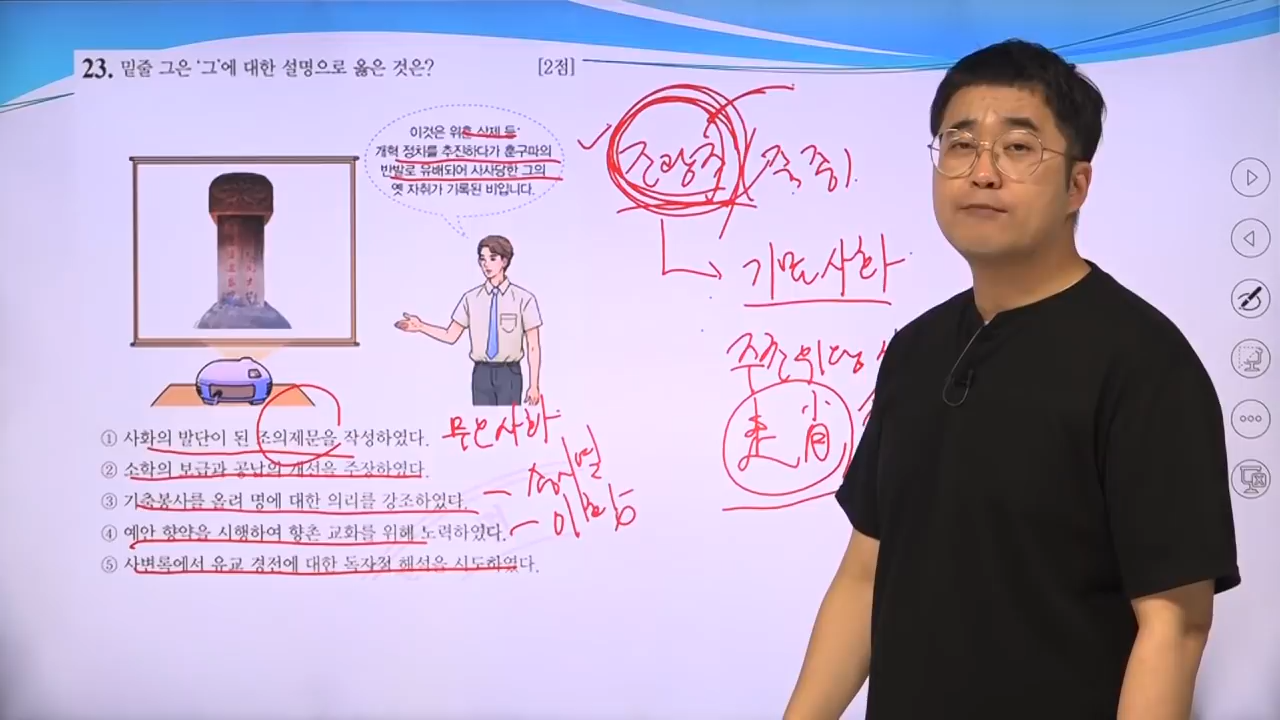 23. 밑줄 그은 '그'에 대한 설명으로 옳은 것은? [2점]
이것은 위훈 삭제 등
개혁 정치를 추진하다가 훈구파의
반발로 유배되어 사사당한 그의
옛 자취가 기록된 비입니다.
① 사화의 발단이 된 조의제문을 작성하였다.
② 소학의 보급과 공납의 개선을 주장하였다.
③ 기축봉사를 올려 명에 대한 의리를 강조하였다.
④ 예안 향약을 시행하여 향촌 교화를 위해 노력하였다.
⑤ 사변록에서 유교 경전에 대한 독자적 해석을 시도하였다.
조광조 / 중종
기묘사화
주초위왕
走 肖
무오사화
- 송시열
- 이황